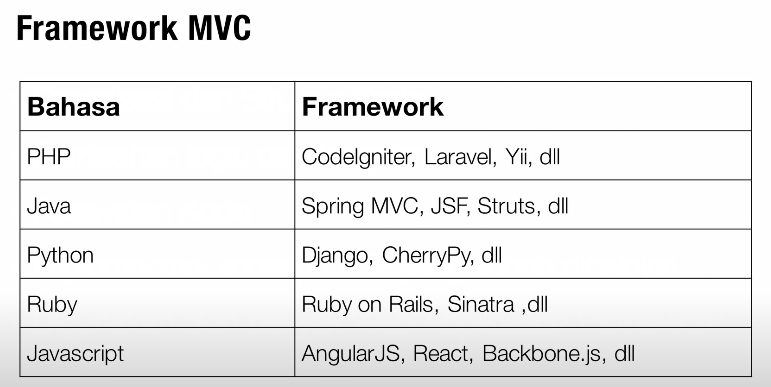 Framework MVC
Bahasa Framework
PHP CodeIgniter, Laravel, Yii, dll
Java Spring MVC, JSF, Struts, dll
Python Django, CherryPy, dll
Ruby Ruby on Rails, Sinatra ,dll
Javascript AngularJS, React, Backbone.js, dll